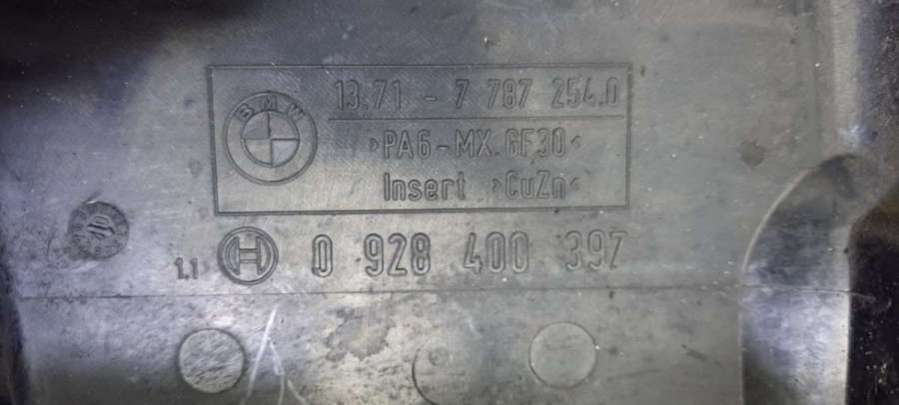 BMW
13.71 - 7 787 254.0
>PA6-MX.GF30<
Insert >CuZn<
1.1 H 0 928 400 397